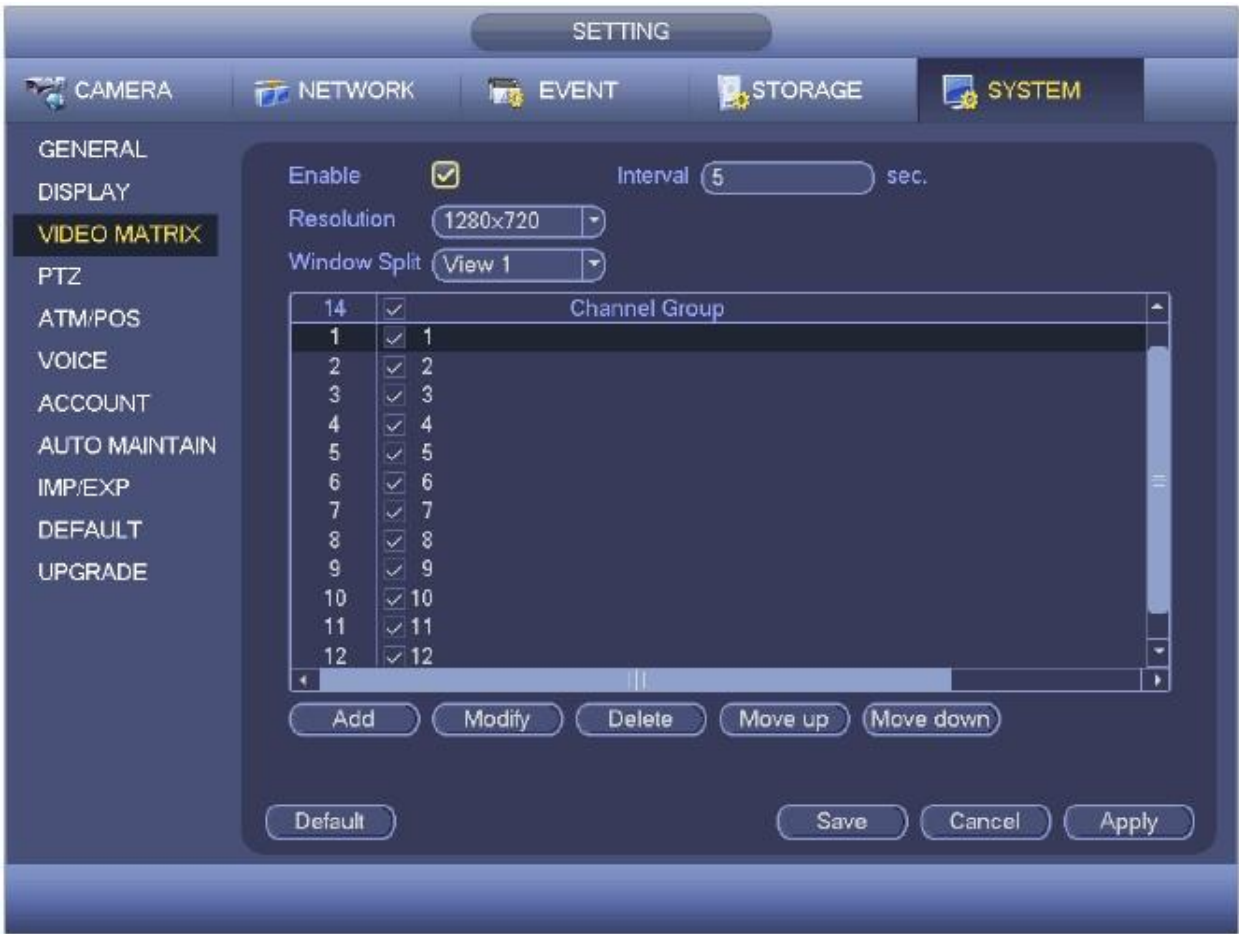 SETTING
CAMERA NETWORK EVENT STORAGE SYSTEM
GENERAL
DISPLAY
VIDEO MATRIX
PTZ
ATM/POS
VOICE
ACCOUNT
AUTO MAINTAIN
IMP/EXP
DEFAULT
UPGRADE
Enable Interval 5 sec.
Resolution 1280×720
Window Split View 1
14 Channel Group
1 1
2 2
3 3
4 4
5 5
6 6
7 7
8 8
9 9
10 10
11 11
12 12
Add Modify Delete Move up Move down
Default Save Cancel Apply